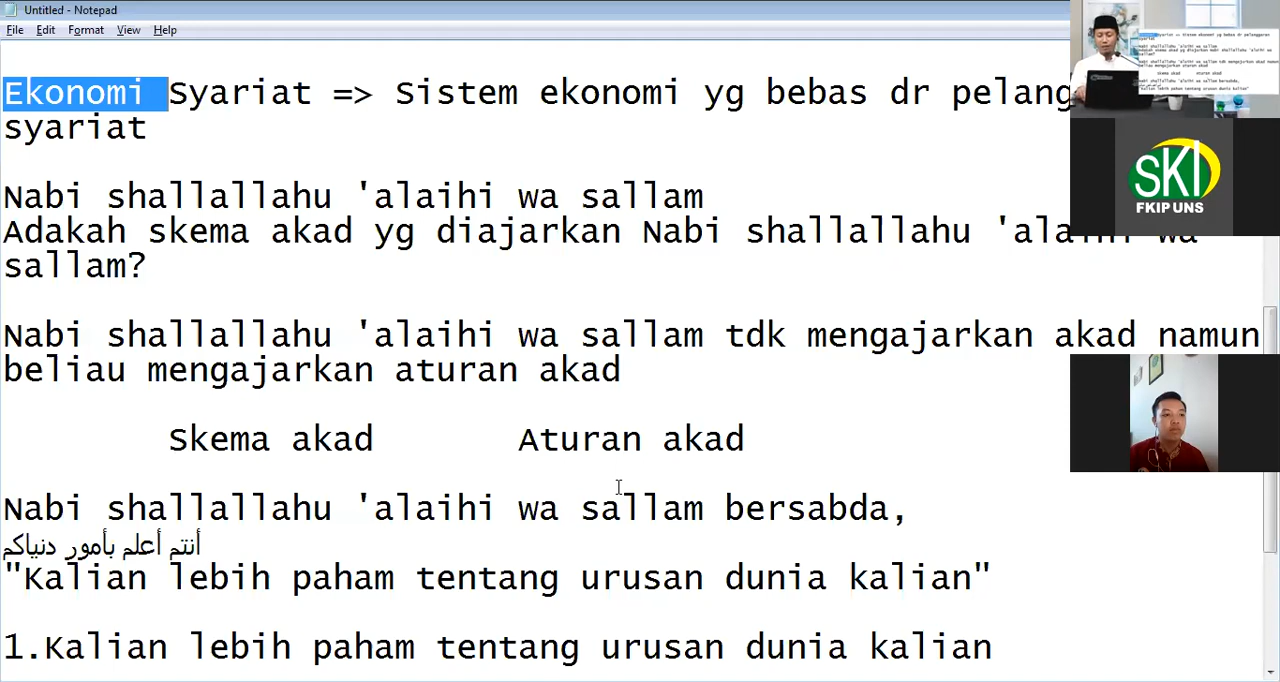 Untitled - Notepad
File Edit Format View Help
Ekonomi Syariat => Sistem ekonomi yg bebas dr
syariat
Nabi shallallahu 'alaihi wa sallam
Adakah skema akad yg diajarkan Nabi shallallahu 'alaihi wa
sallam?
Nabi shallallahu 'alaihi wa sallam tdk mengajarkan akad namun
beliau mengajarkan aturan akad
Skema akad Aturan akad
Nabi shallallahu 'alaihi wa sallam bersabda,
أنتم أعلم بأمور دنياكم
"Kalian lebih paham tentang urusan dunia kalian"
1.Kalian lebih paham tentang urusan dunia kalian
SKI
FKIP UNS